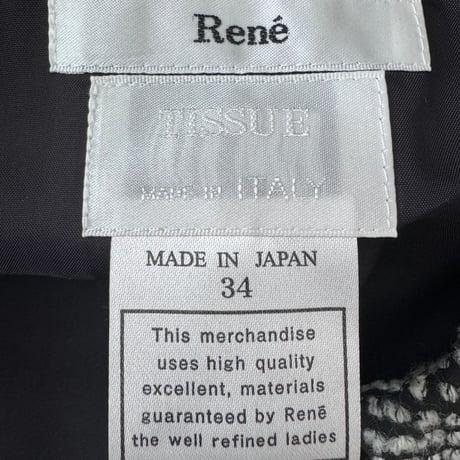 René
TISSUE
MADE IN ITALY
MADE IN JAPAN
34
This merchandise
uses high quality
excellent, materials
guaranteed by René
the well refined ladies